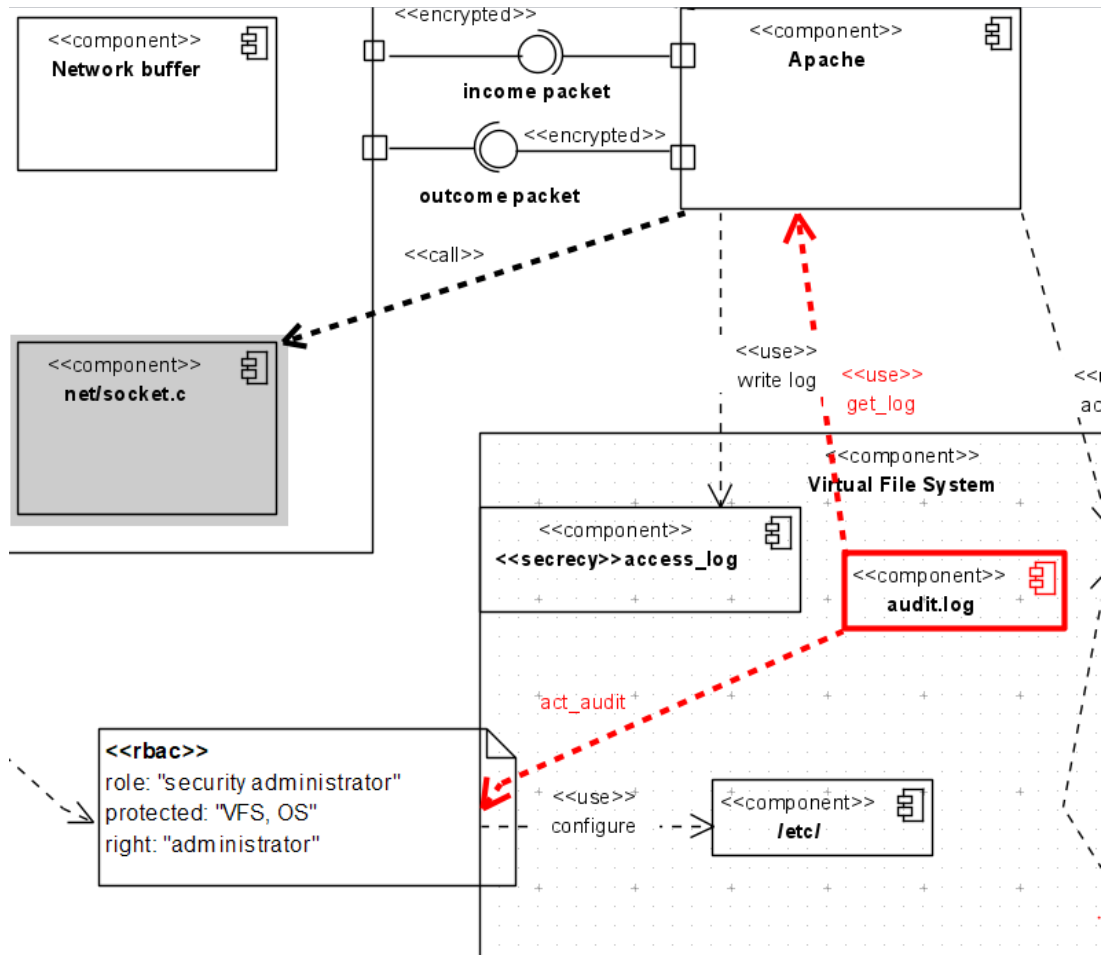 <<encrypted>>
<<component>>
Network buffer
income packet
<<component>>
Apache
<<encrypted>>
outcome packet
<<call>>
<<component>>
net/socket.c
<<use>>
write log
<<use>>
get_log
<<component>>
Virtual File System
<<component>>
<<secrecy>>access_log
<<component>>
audit.log
act_audit
<<rbac>>
role: "security administrator"
protected: "VFS, OS"
right: "administrator"
<<use>>
configure
<<component>>
/etc/